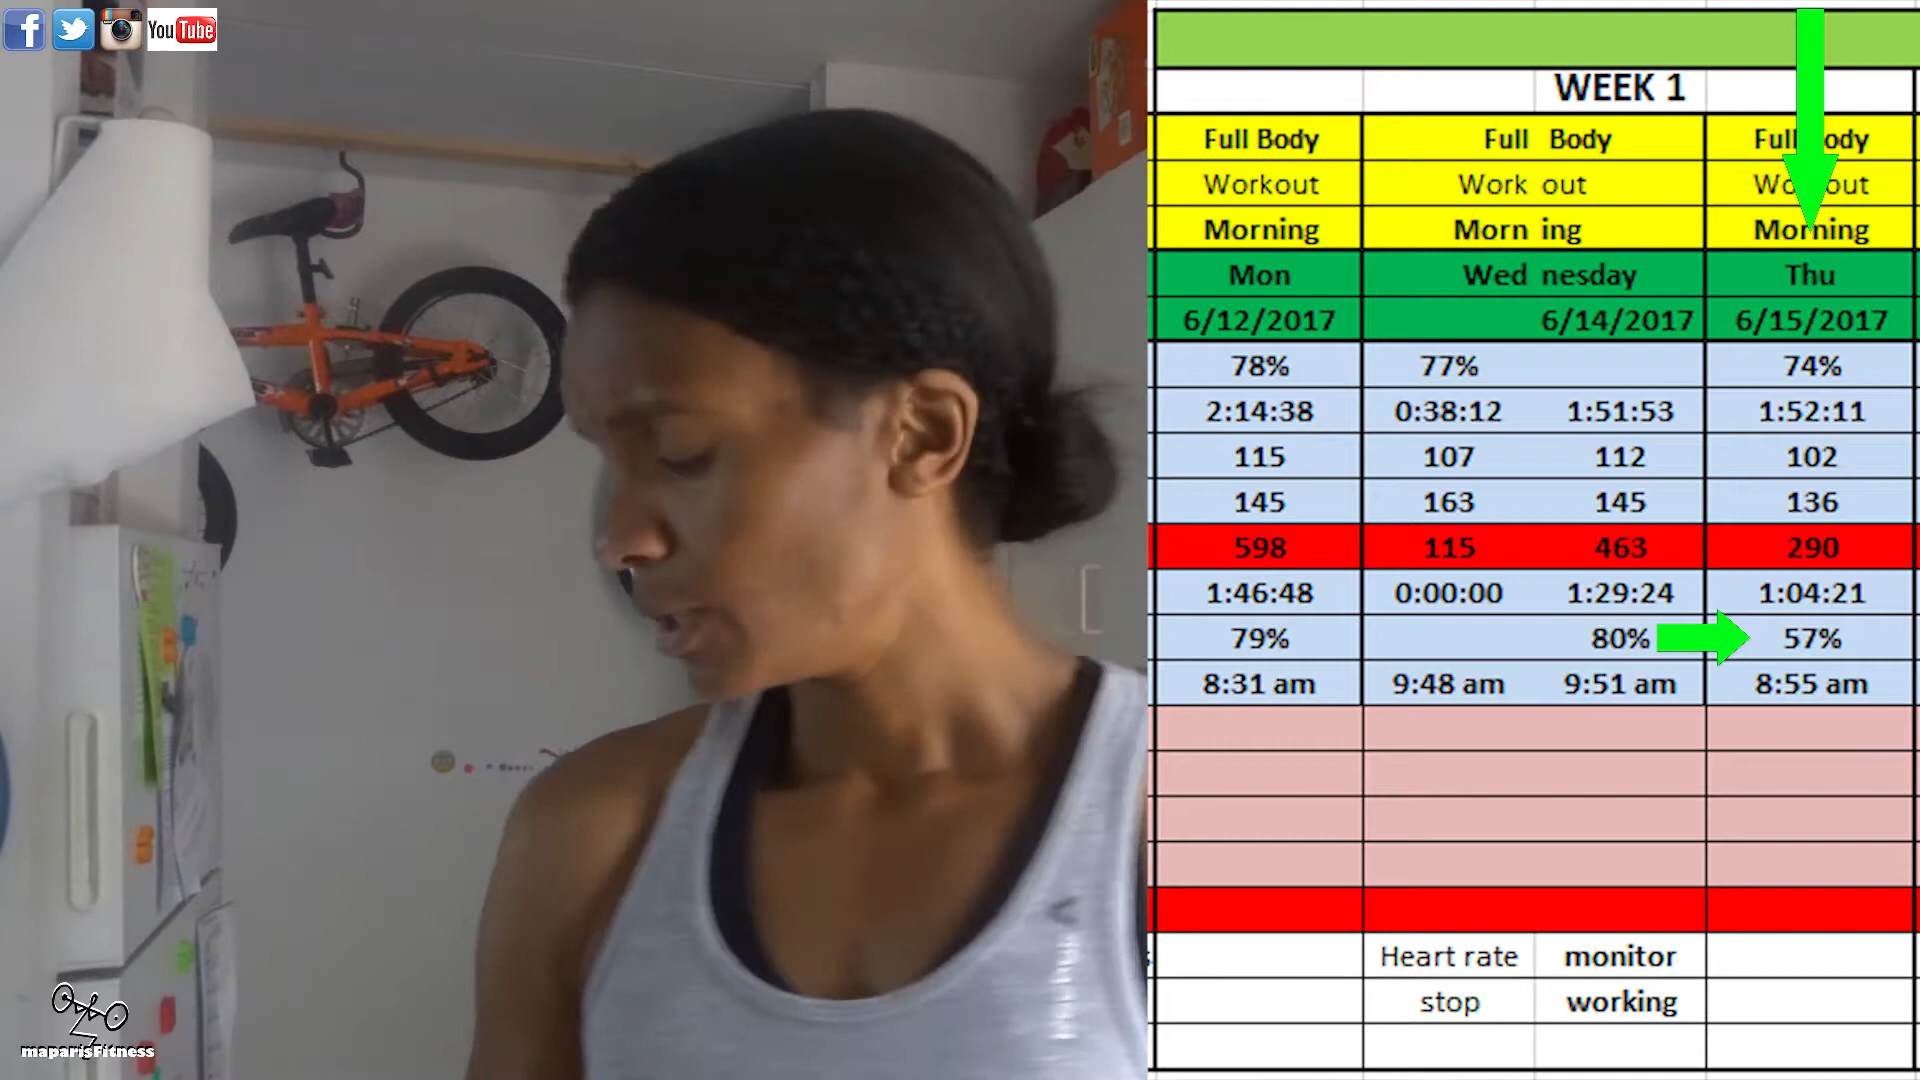 f You Tube
WEEK 1
Full Body Full Body Full Body
Workout Work out Workout
Morning Morn ing Morning
Mon Wed nesday Thu
6/12/2017 6/14/2017 6/15/2017
78% 77% 74%
2:14:38 0:38:12 1:51:53 1:52:11
115 107 112 102
145 163 145 136
598 115 463 290
1:46:48 0:00:00 1:29:24 1:04:21
79% 80% 57%
8:31 am 9:48 am 9:51 am 8:55 am
Heart rate monitor
stop working
maparisFitness